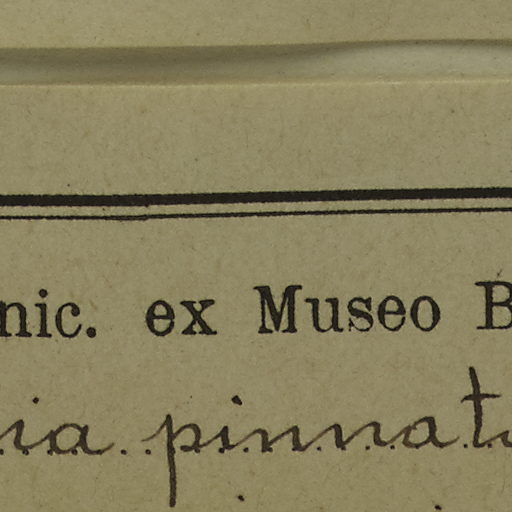 nic. ex Museo B
ia pinnat